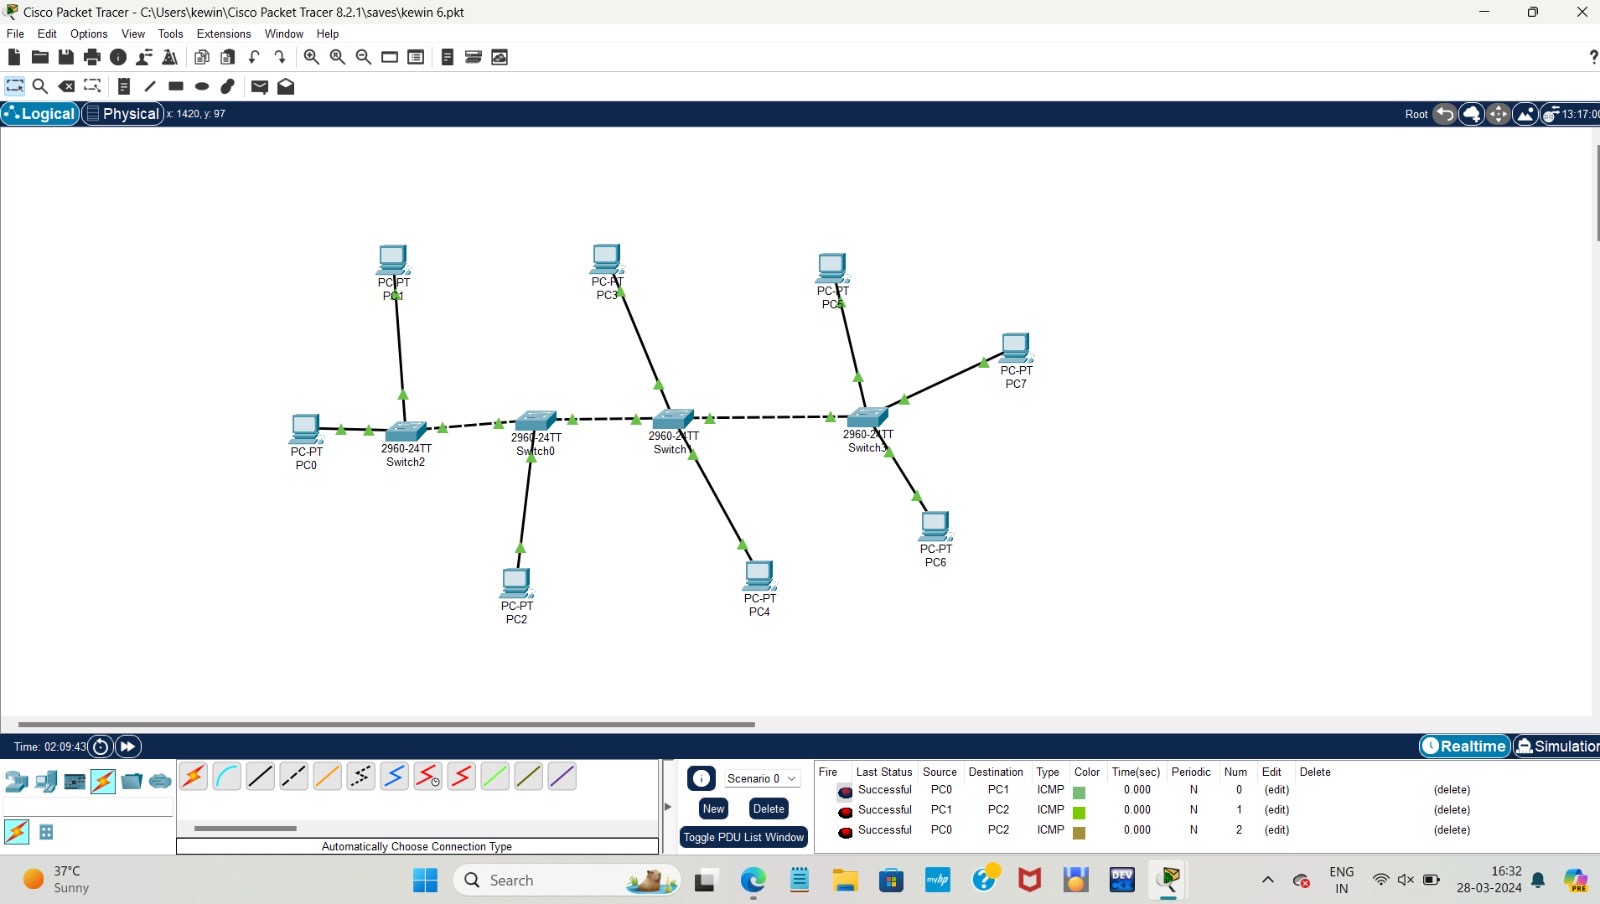 Cisco Packet Tracer - C:\Users\kewin\Cisco Packet Tracer 8.2.1\saves\kewin 6.pkt
File Edit Options View Tools Extensions Window Help
?
Logical Physical x: 1420, y: 97 Root 13:17:00
PC-PT
PC1
PC-PT
PC3
PC-PT
PC5
PC-PT
PC7
PC-PT
PC0
2960-24TT
Switch2
2960-24TT
Switch0
2960-24TT
Switch
2960-24TT
Switch3
PC-PT
PC6
PC-PT
PC2
PC-PT
PC4
Time: 02:09:43 Realtime Simulation
Scenario 0
New Delete
Toggle PDU List Window
Automatically Choose Connection Type
Fire Last Status Source Destination Type Color Time(sec) Periodic Num Edit Delete
Successful PC0 PC1 ICMP 0.000 N 0 (edit) (delete)
Successful PC1 PC2 ICMP 0.000 N 1 (edit) (delete)
Successful PC0 PC2 ICMP 0.000 N 2 (edit) (delete)
37°C
Sunny
Search
myhp
DEV
ENG
IN
16:32
28-03-2024
PRE